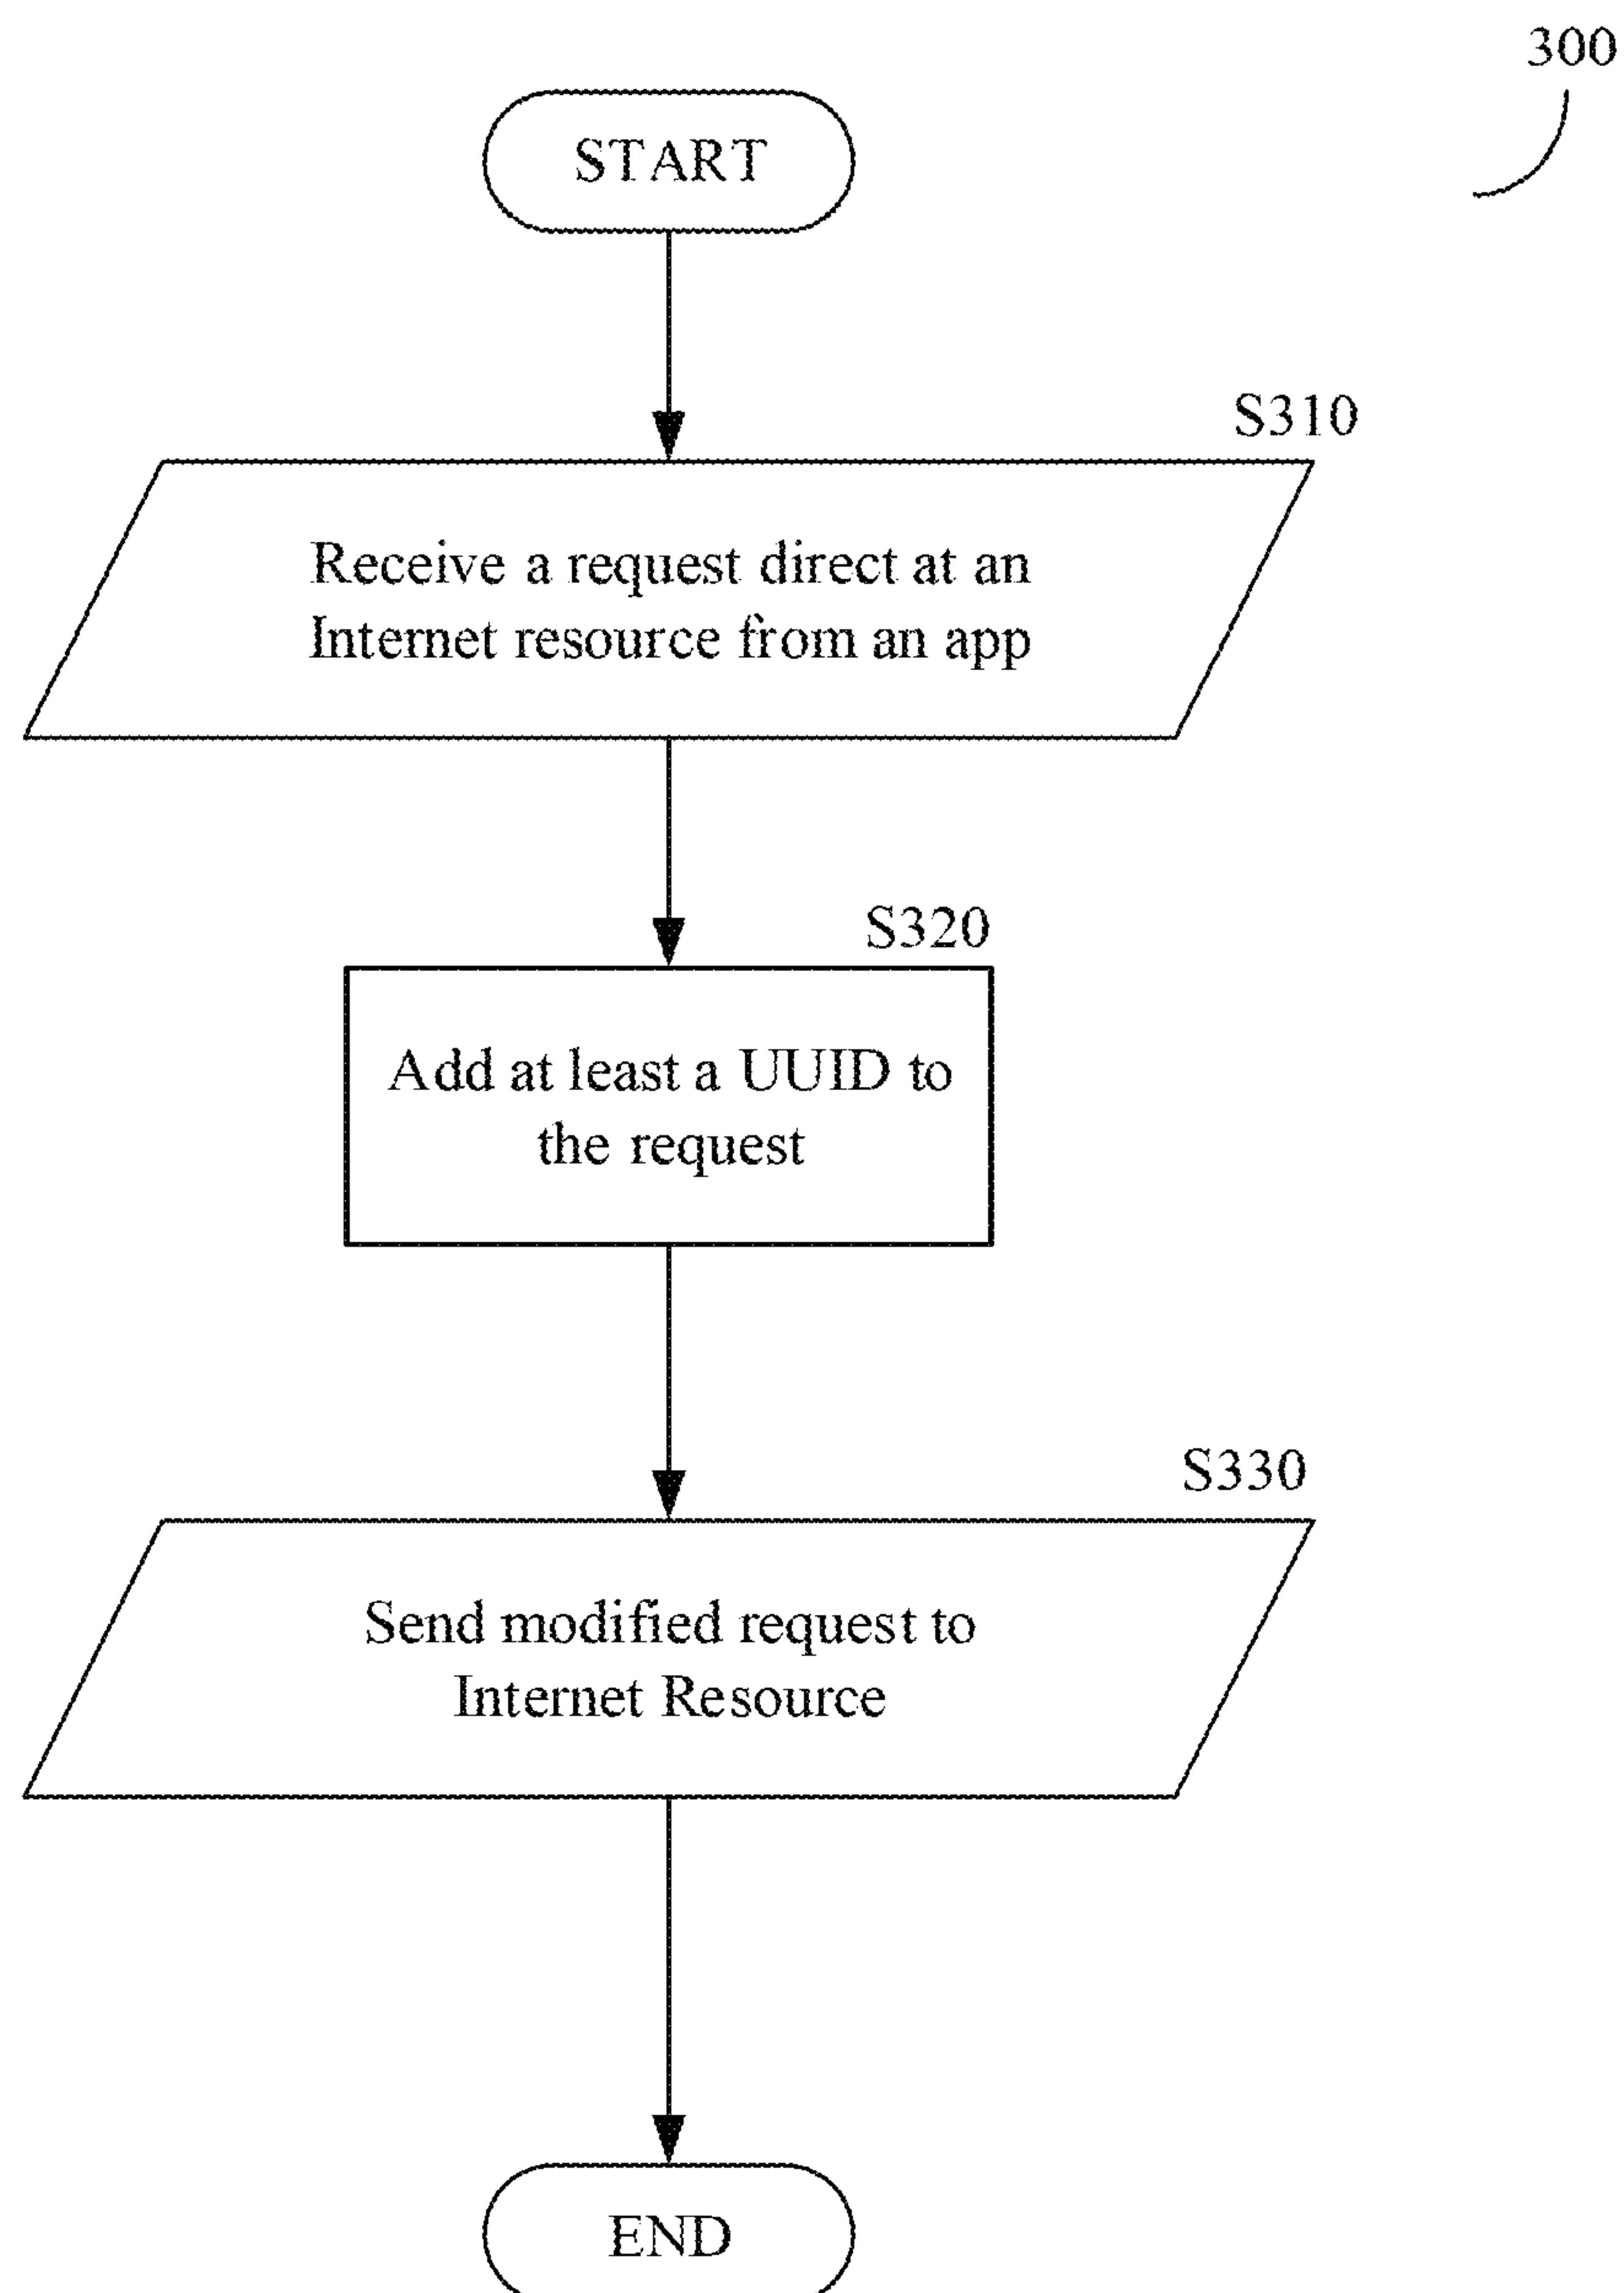 300
START
S310
Receive a request direct at an
Internet resource from an app
S320
Add at least a UUID to
the request
S330
Send modified request to
Internet Resource
END